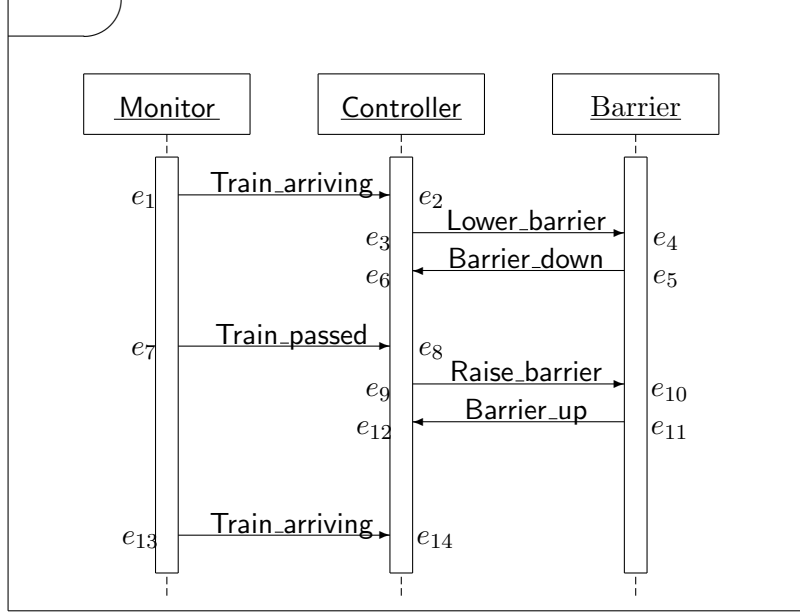 Monitor Controller Barrier
Train_arriving
e₁ e₂
Lower_barrier
e₃ e₄
Barrier_down
e₆ e₅
Train_passed
e₇ e₈
Raise_barrier
e₉ e₁₀
Barrier_up
e₁₂ e₁₁
Train_arriving
e₁₃ e₁₄